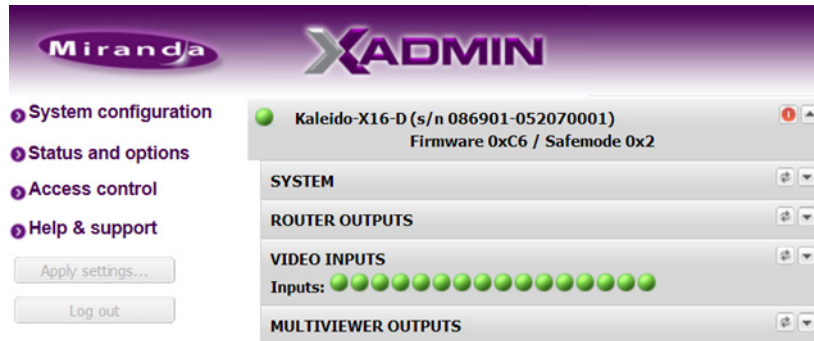 Miranda
XADMIN
System configuration
Status and options
Access control
Help & support
Apply settings...
Log out
Kaleido-X16-D (s/n 086901-052070001)
Firmware 0xC6 / Safemode 0x2
SYSTEM
ROUTER OUTPUTS
VIDEO INPUTS
Inputs:
MULTIVIEWER OUTPUTS